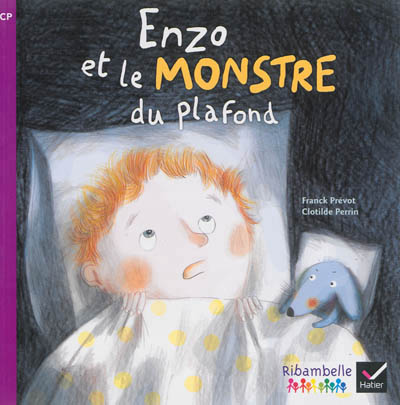 CP
Enzo
et le MONSTRE
du plafond
Franck Prévot
Clotilde Perrin
Ribambelle
Hatier